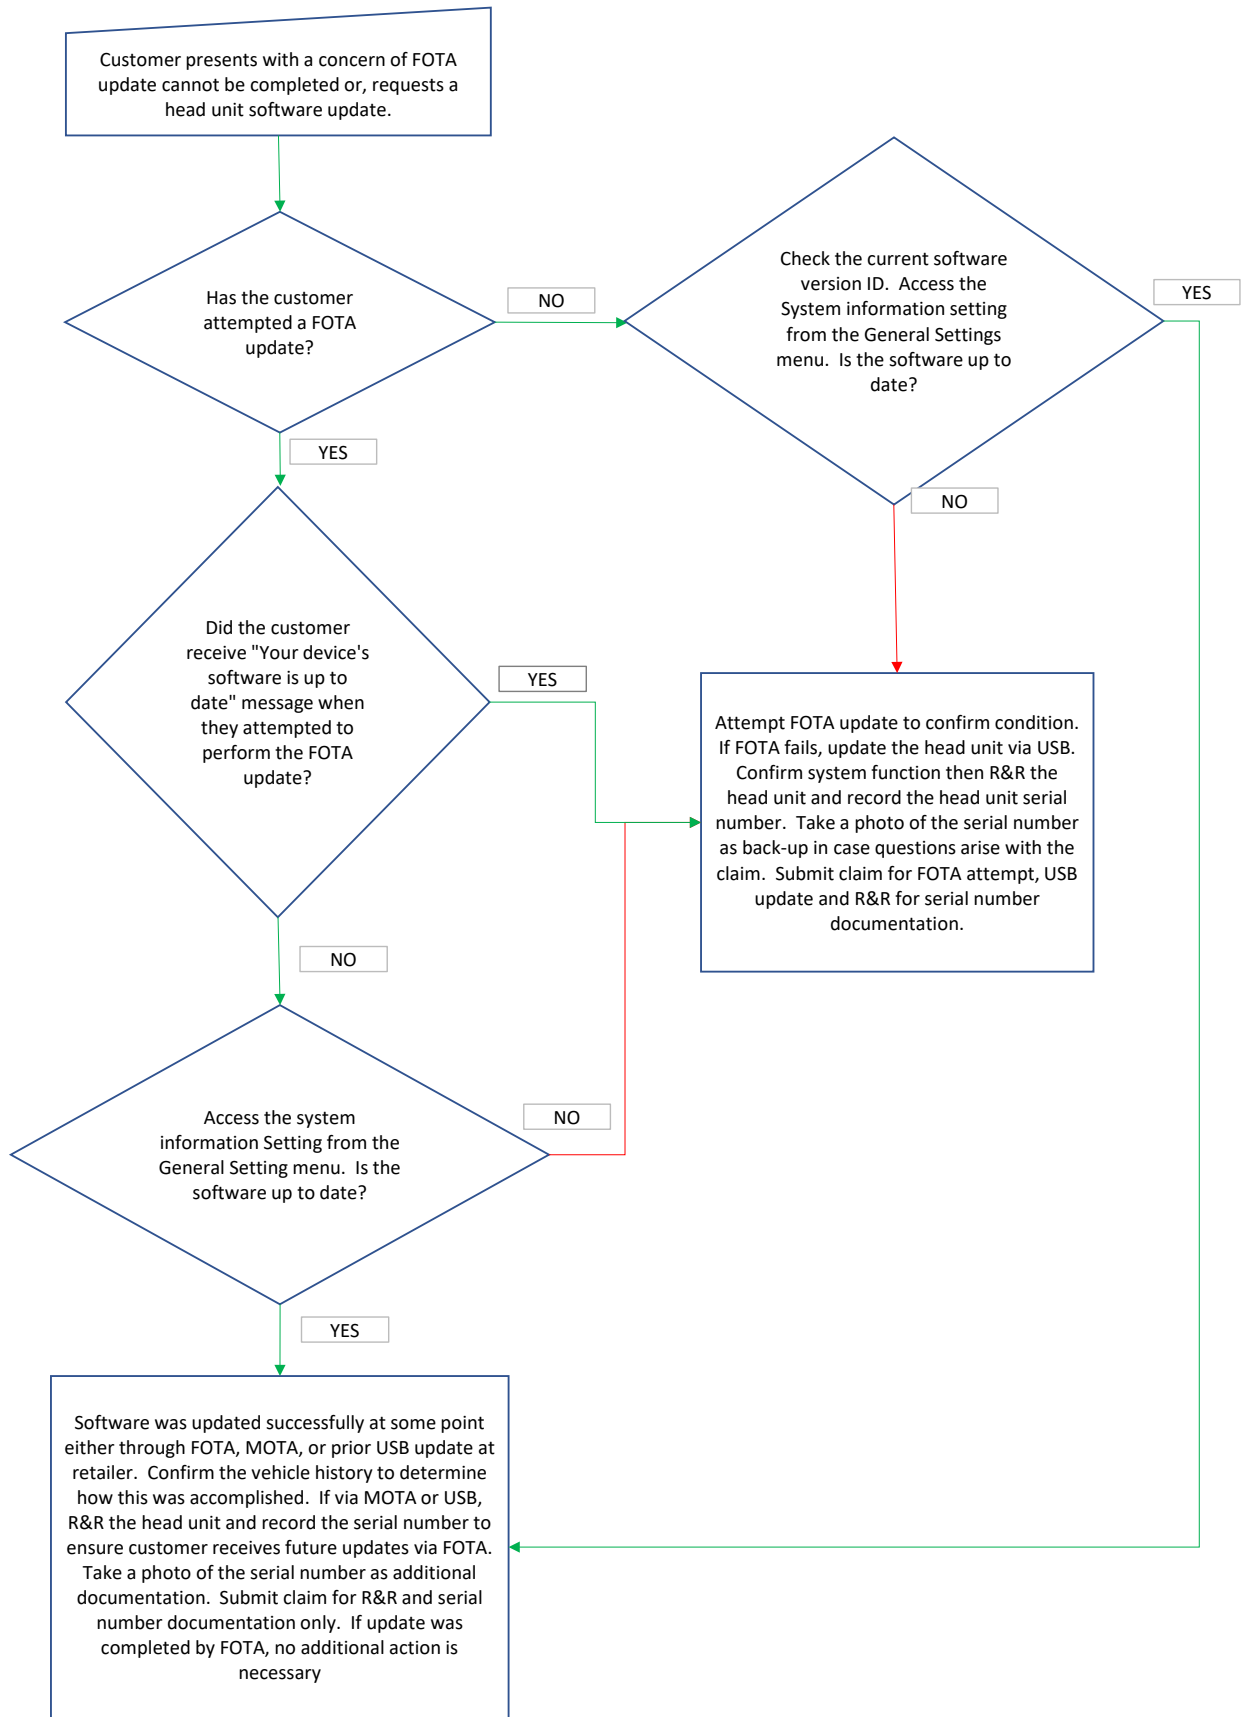 Customer presents with a concern of FOTA
update cannot be completed or, requests a
head unit software update.
Has the customer
attempted a FOTA
update?
NO
Check the current software
version ID.  Access the
System information setting
from the General Settings
menu.  Is the software up to
date?
YES
YES
NO
Did the customer
receive "Your device's
software is up to
date" message when
they attempted to
perform the FOTA
update?
YES
Attempt FOTA update to confirm condition.
If FOTA fails, update the head unit via USB.
Confirm system function then R&R the
head unit and record the head unit serial
number.  Take a photo of the serial number
as back-up in case questions arise with the
claim.  Submit claim for FOTA attempt, USB
update and R&R for serial number
documentation.
NO
Access the system
information Setting from the
General Setting menu.  Is the
software up to date?
NO
YES
Software was updated successfully at some point
either through FOTA, MOTA, or prior USB update at
retailer.  Confirm the vehicle history to determine
how this was accomplished.  If via MOTA or USB,
R&R the head unit and record the serial number to
ensure customer receives future updates via FOTA.
Take a photo of the serial number as additional
documentation.  Submit claim for R&R and serial
number documentation only.  If update was
completed by FOTA, no additional action is
necessary